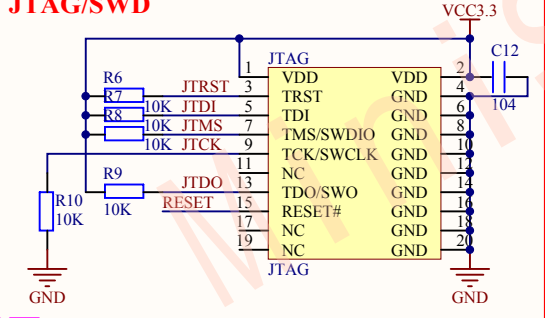 JTAG/SWD
VCC3.3
JTAG
C12
104
R6
R7
R8
10K
10K
10K
JTRST
JTDI
JTMS
JTCK
R9
10K
JTDO
RESET
R10
10K
1 VDD VDD 2
3 TRST GND 4
5 TDI GND 6
7 TMS/SWDIO GND 8
9 TCK/SWCLK GND 10
11 NC GND 12
13 TDO/SWO GND 14
15 RESET# GND 16
17 NC GND 18
19 NC GND 20
JTAG
GND
GND
Minis